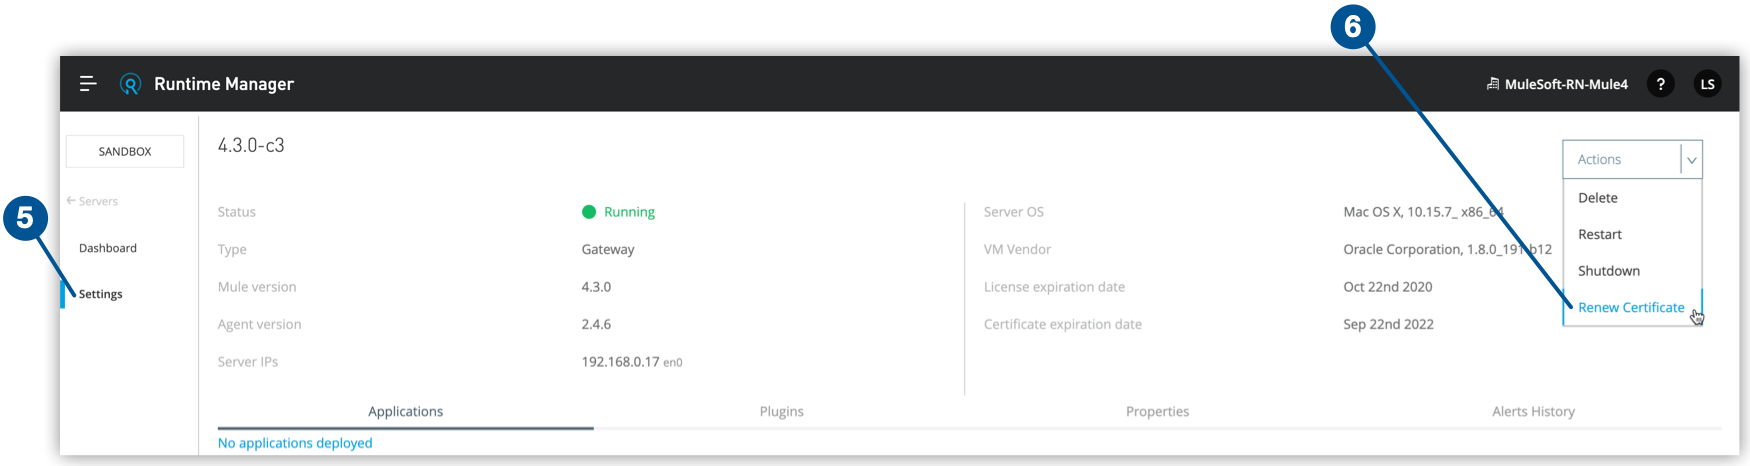 6
Runtime Manager
MuleSoft-RN-Mule4
?
LS
SANDBOX
4.3.0-c3
Actions
Delete
Restart
Shutdown
Renew Certificate
5
← Servers
Dashboard
Settings
Status
Running
Type
Gateway
Mule version
4.3.0
Agent version
2.4.6
Server IPs
192.168.0.17 en0
Server OS
Mac OS X, 10.15.7_ x86_64
VM Vendor
Oracle Corporation, 1.8.0_191-b12
License expiration date
Oct 22nd 2020
Certificate expiration date
Sep 22nd 2022
Applications
Plugins
Properties
Alerts History
No applications deployed